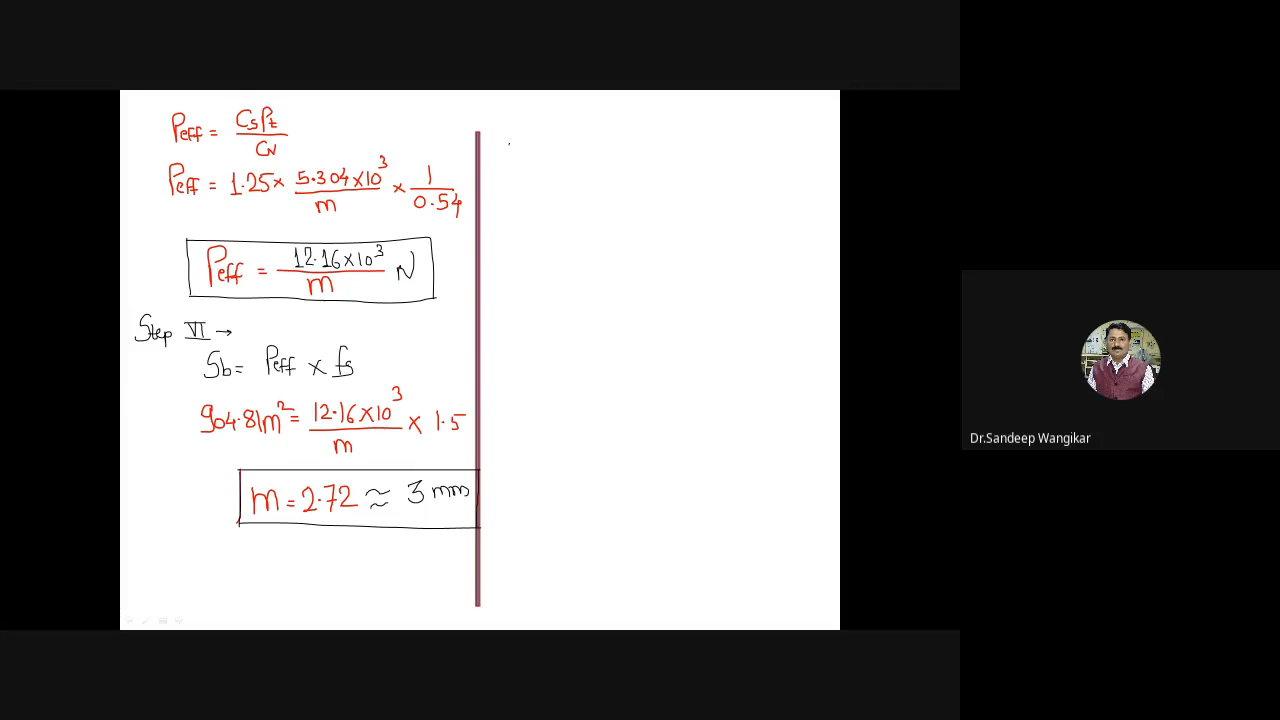 Peff = CsPt / CV
Peff = 1.25 × 5.304×10³ / m × 1 / 0.54
Peff = 12.16×10³ / m N
Step VI →
Sb = Peff × fs
904.81m² = 12.16×10³ / m × 1.5
m = 2.72 ≈ 3 mm
Dr.Sandeep Wangikar